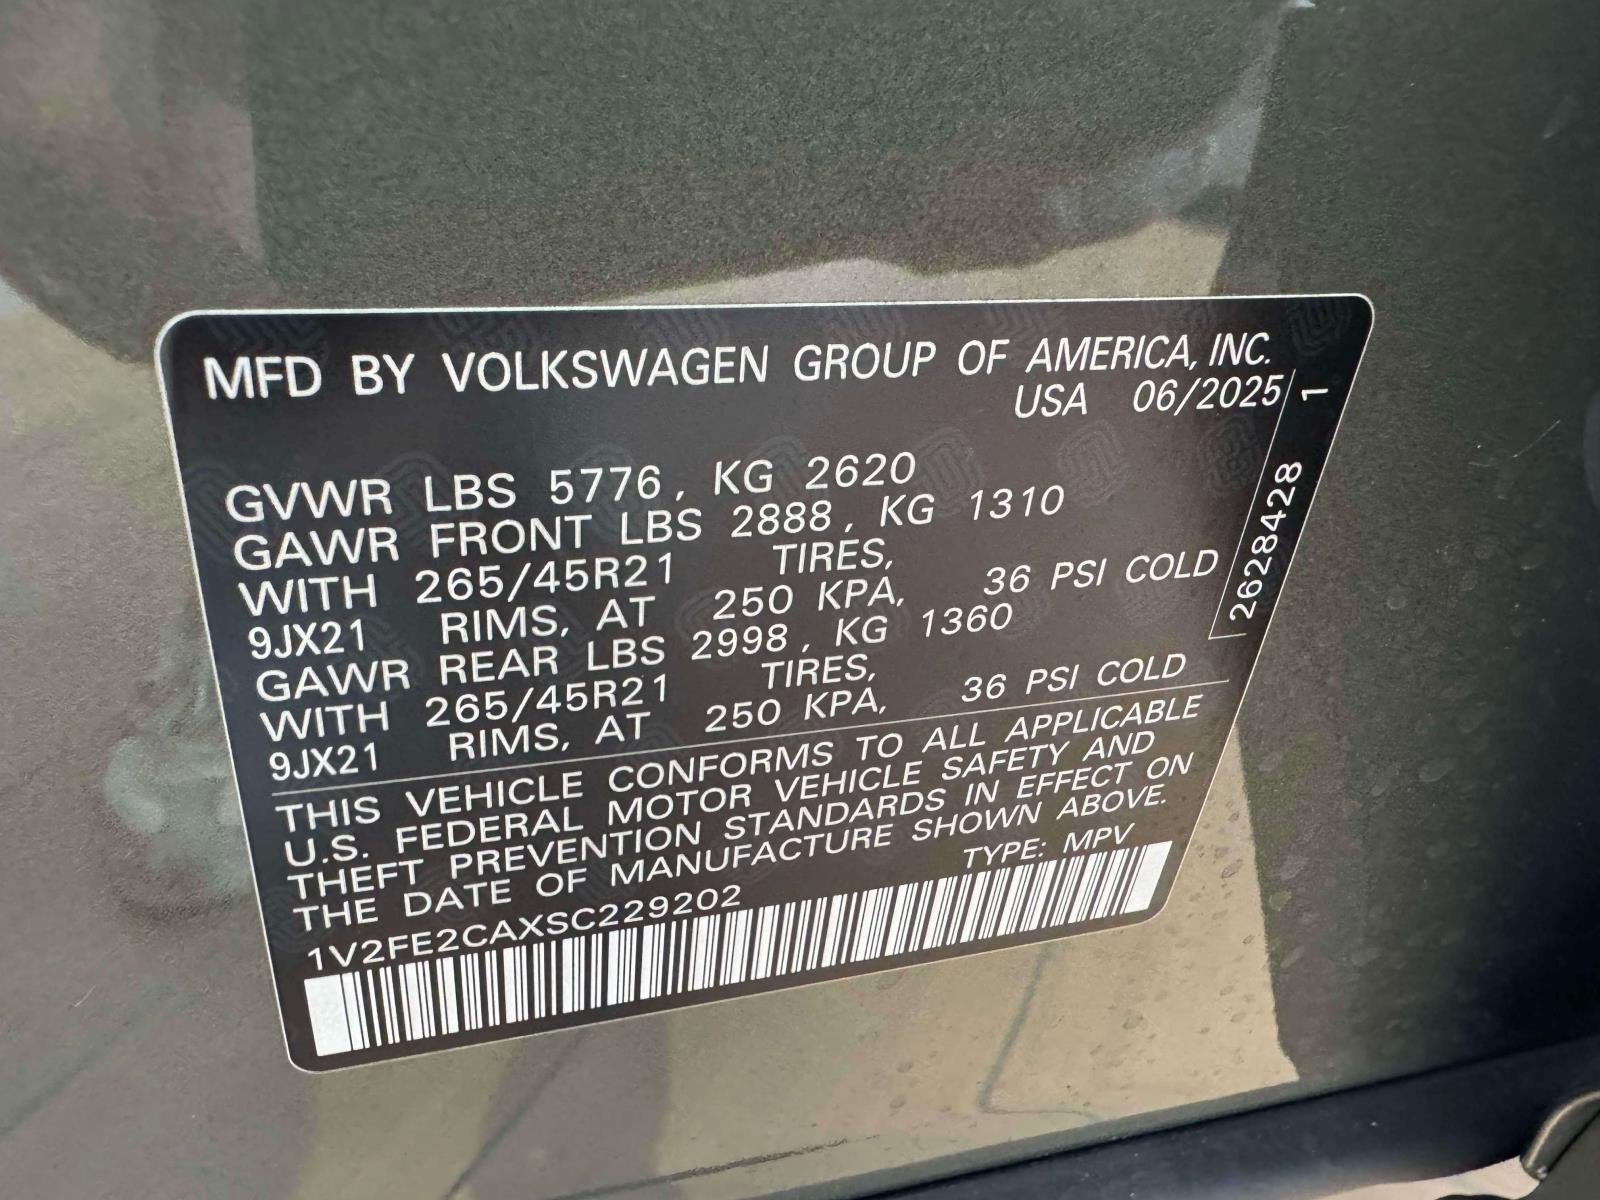 MFD BY VOLKSWAGEN GROUP OF AMERICA, INC.
USA 06/2025
GVWR LBS 5776, KG 2620
GAWR FRONT LBS 2888, KG 1310
WITH 265/45R21 TIRES,
9JX21 RIMS, AT 250 KPA, 36 PSI COLD
GAWR REAR LBS 2998, KG 1360
WITH 265/45R21 TIRES,
9JX21 RIMS, AT 250 KPA, 36 PSI COLD
THIS VEHICLE CONFORMS TO ALL APPLICABLE
U.S. FEDERAL MOTOR VEHICLE SAFETY AND
THEFT PREVENTION STANDARDS IN EFFECT ON
THE DATE OF MANUFACTURE SHOWN ABOVE.
TYPE: MPV
1V2FE2CAXSC229202
2628428 1